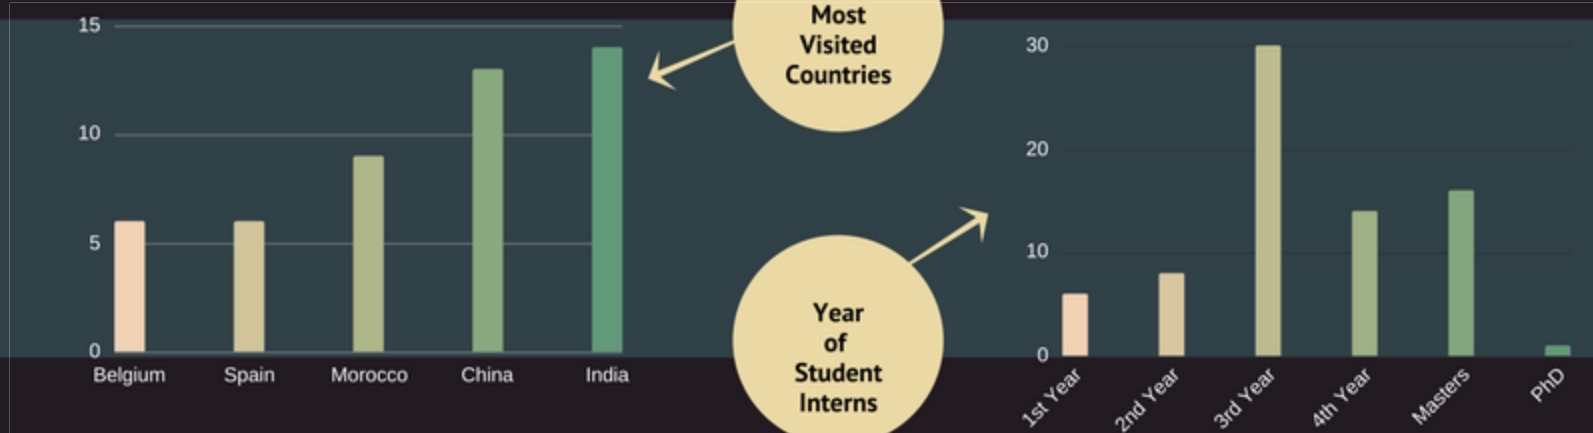 15
10
5
0
Belgium
Spain
Morocco
China
India
Most
Visited
Countries
Year
of
Student
Interns
30
20
10
0
1st Year
2nd Year
3rd Year
4th Year
Masters
PhD